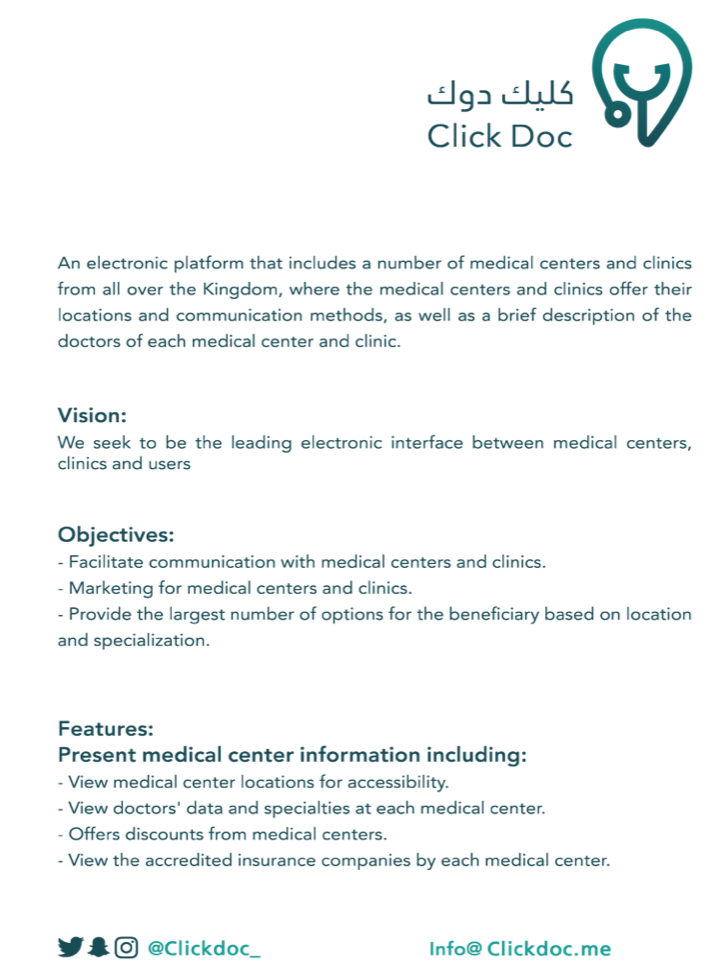 كليك دوك
Click Doc
An electronic platform that includes a number of medical centers and clinics
from all over the Kingdom, where the medical centers and clinics offer their
locations and communication methods, as well as a brief description of the
doctors of each medical center and clinic.
Vision:
We seek to be the leading electronic interface between medical centers,
clinics and users
Objectives:
- Facilitate communication with medical centers and clinics.
- Marketing for medical centers and clinics.
- Provide the largest number of options for the beneficiary based on location
and specialization.
Features:
Present medical center information including:
- View medical center locations for accessibility.
- View doctors' data and specialties at each medical center.
- Offers discounts from medical centers.
- View the accredited insurance companies by each medical center.
@Clickdoc_ Info@ Clickdoc.me